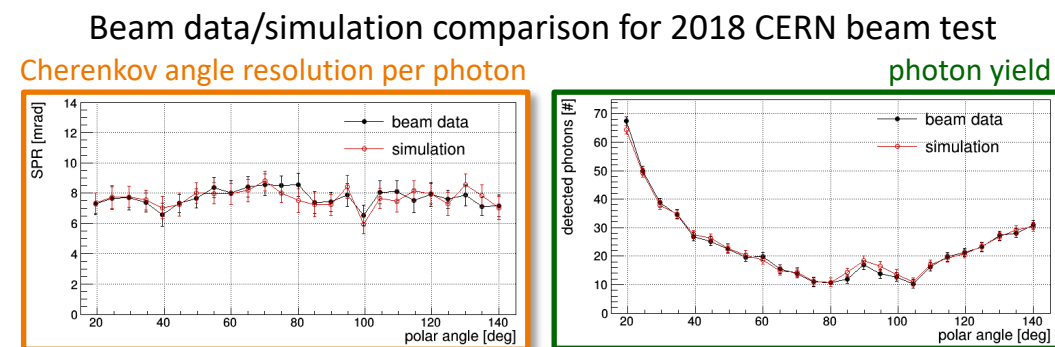 Beam data/simulation comparison for 2018 CERN beam test
Cherenkov angle resolution per photon
photon yield
SPR [mrad]
14
12
10
8
6
4
2
0
beam data
simulation
20 40 60 80 100 120 140
polar angle [deg]
detected photons [#]
70
60
50
40
30
20
10
0
beam data
simulation
20 40 60 80 100 120 140
polar angle [deg]